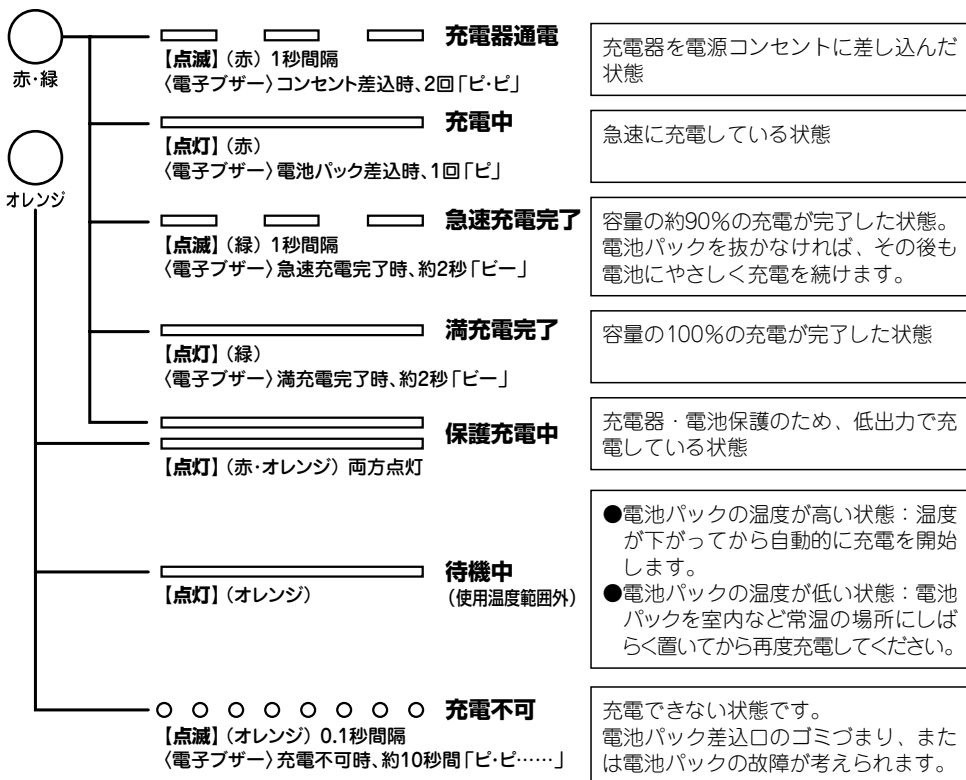 赤・緑
オレンジ
充電器通電
【点滅】（赤）1秒間隔
〈電子ブザー〉コンセント差込時、2回「ピ・ピ」
充電器を電源コンセントに差し込んだ
状態
充電中
【点灯】（赤）
〈電子ブザー〉電池パック差込時、1回「ピ」
急速に充電している状態
急速充電完了
【点滅】（緑）1秒間隔
〈電子ブザー〉急速充電完了時、約2秒「ピー」
容量の約90％の充電が完了した状態。
電池パックを抜かなければ、その後も
電池にやさしく充電を続けます。
満充電完了
【点灯】（緑）
〈電子ブザー〉満充電完了時、約2秒「ピー」
容量の100％の充電が完了した状態
保護充電中
【点灯】（赤・オレンジ）両方点灯
充電器・電池保護のため、低出力で充
電している状態
待機中
（使用温度範囲外）
【点灯】（オレンジ）
●電池パックの温度が高い状態：温度
が下がってから自動的に充電を開始
します。
●電池パックの温度が低い状態：電池
パックを室内など常温の場所にしば
らく置いてから再度充電してください。
充電不可
【点滅】（オレンジ）0.1秒間隔
〈電子ブザー〉充電不可時、約10秒間「ピ・ピ……」
充電できない状態です。
電池パック差込口のゴミづまり、また
は電池パックの故障が考えられます。